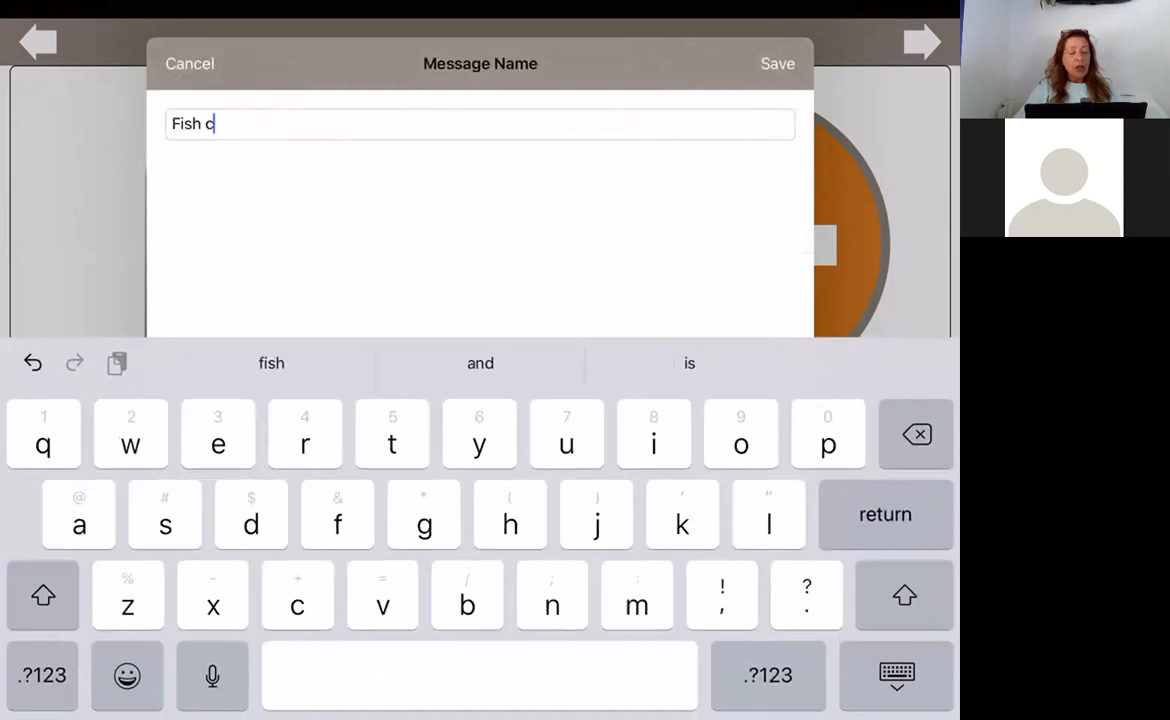 Cancel
Message Name
Save
Fish c
fish
and
is
1 2 3 4 5 6 7 8 9 0
q w e r t y u i o p
@ # $ & * ( ) ' "
a s d f g h j k l
return
% - + = / ; : ! ?
z x c v b n m , .
.?123
.?123